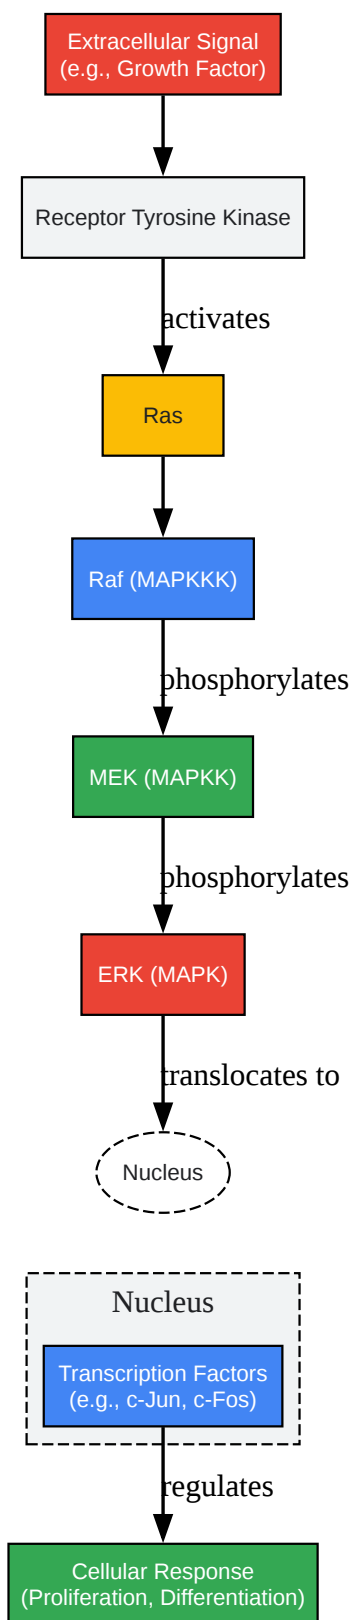 Extracellular Signal
(e.g., Growth Factor)
Receptor Tyrosine Kinase
activates
Ras
Raf (MAPKKK)
phosphorylates
MEK (MAPKK)
phosphorylates
ERK (MAPK)
translocates to
Nucleus
Nucleus
Transcription Factors
(e.g., c-Jun, c-Fos)
regulates
Cellular Response
(Proliferation, Differentiation)